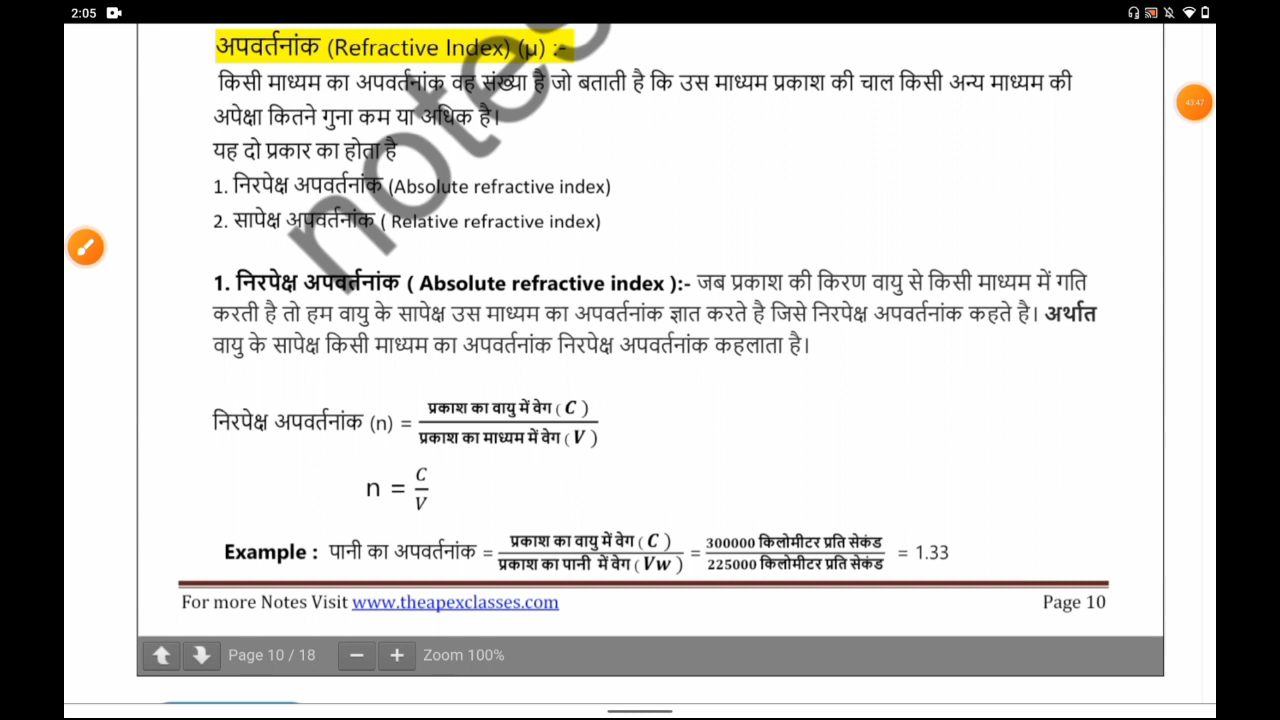 2:05
अपवर्तनांक (Refractive Index) (μ) :-
43:47
किसी माध्यम का अपवर्तनांक वह संख्या है जो बताती है कि उस माध्यम प्रकाश की चाल किसी अन्य माध्यम की
अपेक्षा कितने गुना कम या अधिक है।
यह दो प्रकार का होता है
1. निरपेक्ष अपवर्तनांक (Absolute refractive index)
2. सापेक्ष अपवर्तनांक ( Relative refractive index)
notes
1. निरपेक्ष अपवर्तनांक ( Absolute refractive index ):- जब प्रकाश की किरण वायु से किसी माध्यम में गति
करती है तो हम वायु के सापेक्ष उस माध्यम का अपवर्तनांक ज्ञात करते है जिसे निरपेक्ष अपवर्तनांक कहते है। अर्थात
वायु के सापेक्ष किसी माध्यम का अपवर्तनांक निरपेक्ष अपवर्तनांक कहलाता है।
निरपेक्ष अपवर्तनांक (n) = प्रकाश का वायु में वेग ( C ) / प्रकाश का माध्यम में वेग ( V )
n = C / V
Example : पानी का अपवर्तनांक = प्रकाश का वायु में वेग ( C ) / प्रकाश का पानी में वेग ( Vw ) = 300000 किलोमीटर प्रति सेकंड / 225000 किलोमीटर प्रति सेकंड = 1.33
For more Notes Visit www.theapexclasses.com Page 10
Page 10 / 18 − + Zoom 100%